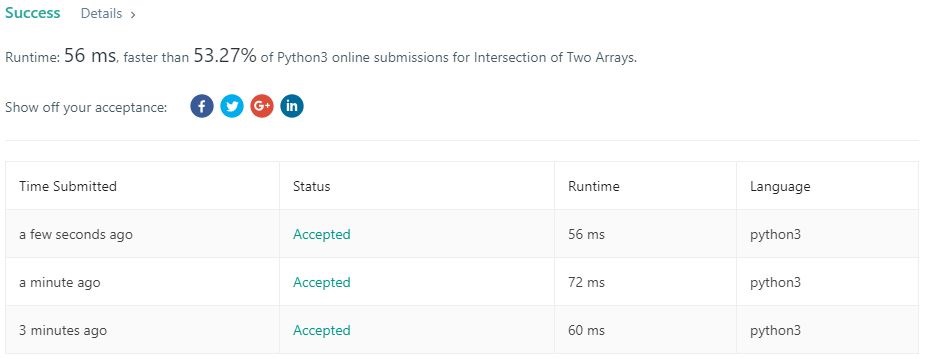 Success Details >
Runtime: 56 ms, faster than 53.27% of Python3 online submissions for Intersection of Two Arrays.
Show off your acceptance: f G+ in
Time Submitted Status Runtime Language
a few seconds ago Accepted 56 ms python3
a minute ago Accepted 72 ms python3
3 minutes ago Accepted 60 ms python3